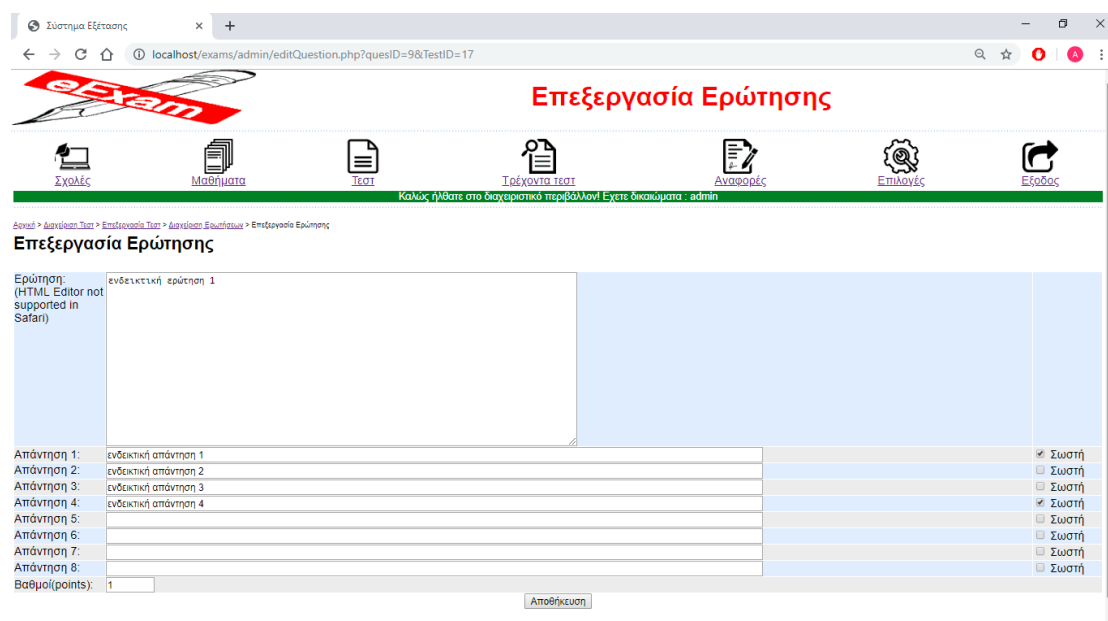 Σύστημα Εξέτασης
localhost/exams/admin/editQuestion.php?quesID=9&TestID=17
A
eExam
Επεξεργασία Ερώτησης
Σχολές Μαθήματα Τεστ Τρέχοντα τεστ Αναφορές Επιλογές Εξοδος
Καλώς ήλθατε στο διαχειριστικό περιβάλλον! Εχετε δικαιώματα : admin
Αρχική > Διαχείριση Τεστ > Επεξεργασία Τεστ > Διαχείριση Ερωτήσεων > Επεξεργασία Ερώτησης
Επεξεργασία Ερώτησης
Ερώτηση:
(HTML Editor not
supported in
Safari)
ενδεικτική ερώτηση 1
Απάντηση 1: ενδεικτική απάντηση 1 Σωστή
Απάντηση 2: ενδεικτική απάντηση 2 Σωστή
Απάντηση 3: ενδεικτική απάντηση 3 Σωστή
Απάντηση 4: ενδεικτική απάντηση 4 Σωστή
Απάντηση 5: Σωστή
Απάντηση 6: Σωστή
Απάντηση 7: Σωστή
Απάντηση 8: Σωστή
Βαθμοί(points): 1
Αποθήκευση